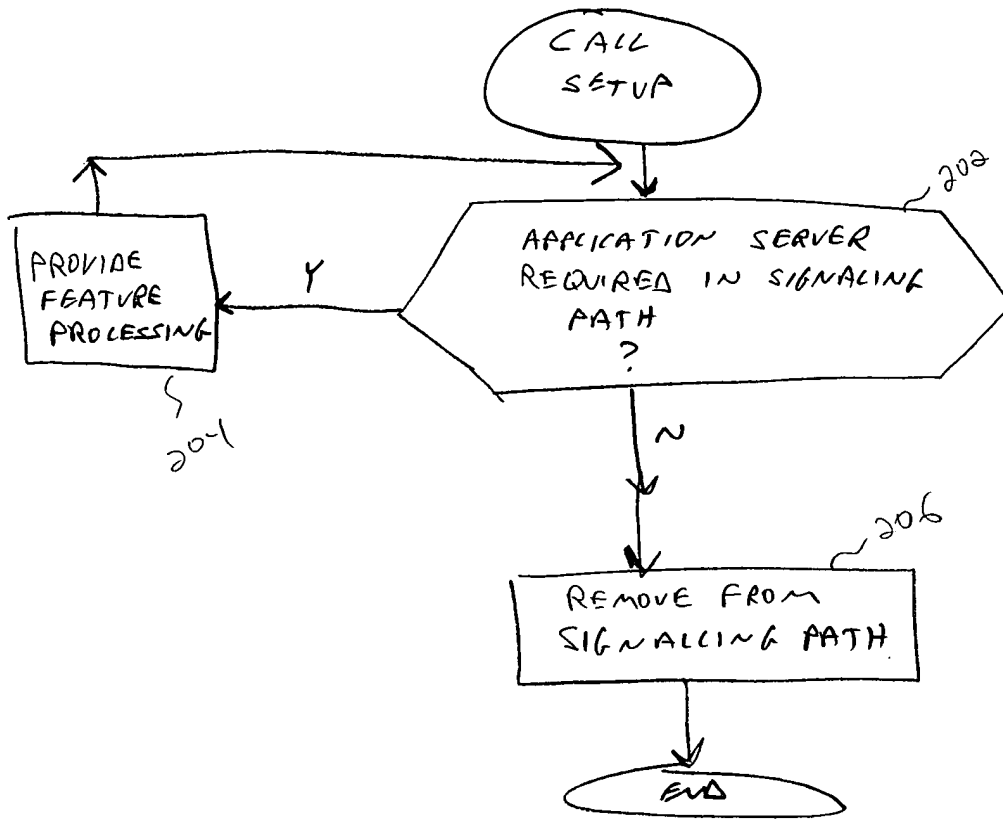 CALL
SETUP
202
APPLICATION SERVER
REQUIRED IN SIGNALING
PATH
?
Y
PROVIDE
FEATURE
PROCESSING
204
N
206
REMOVE FROM
SIGNALLING PATH
END